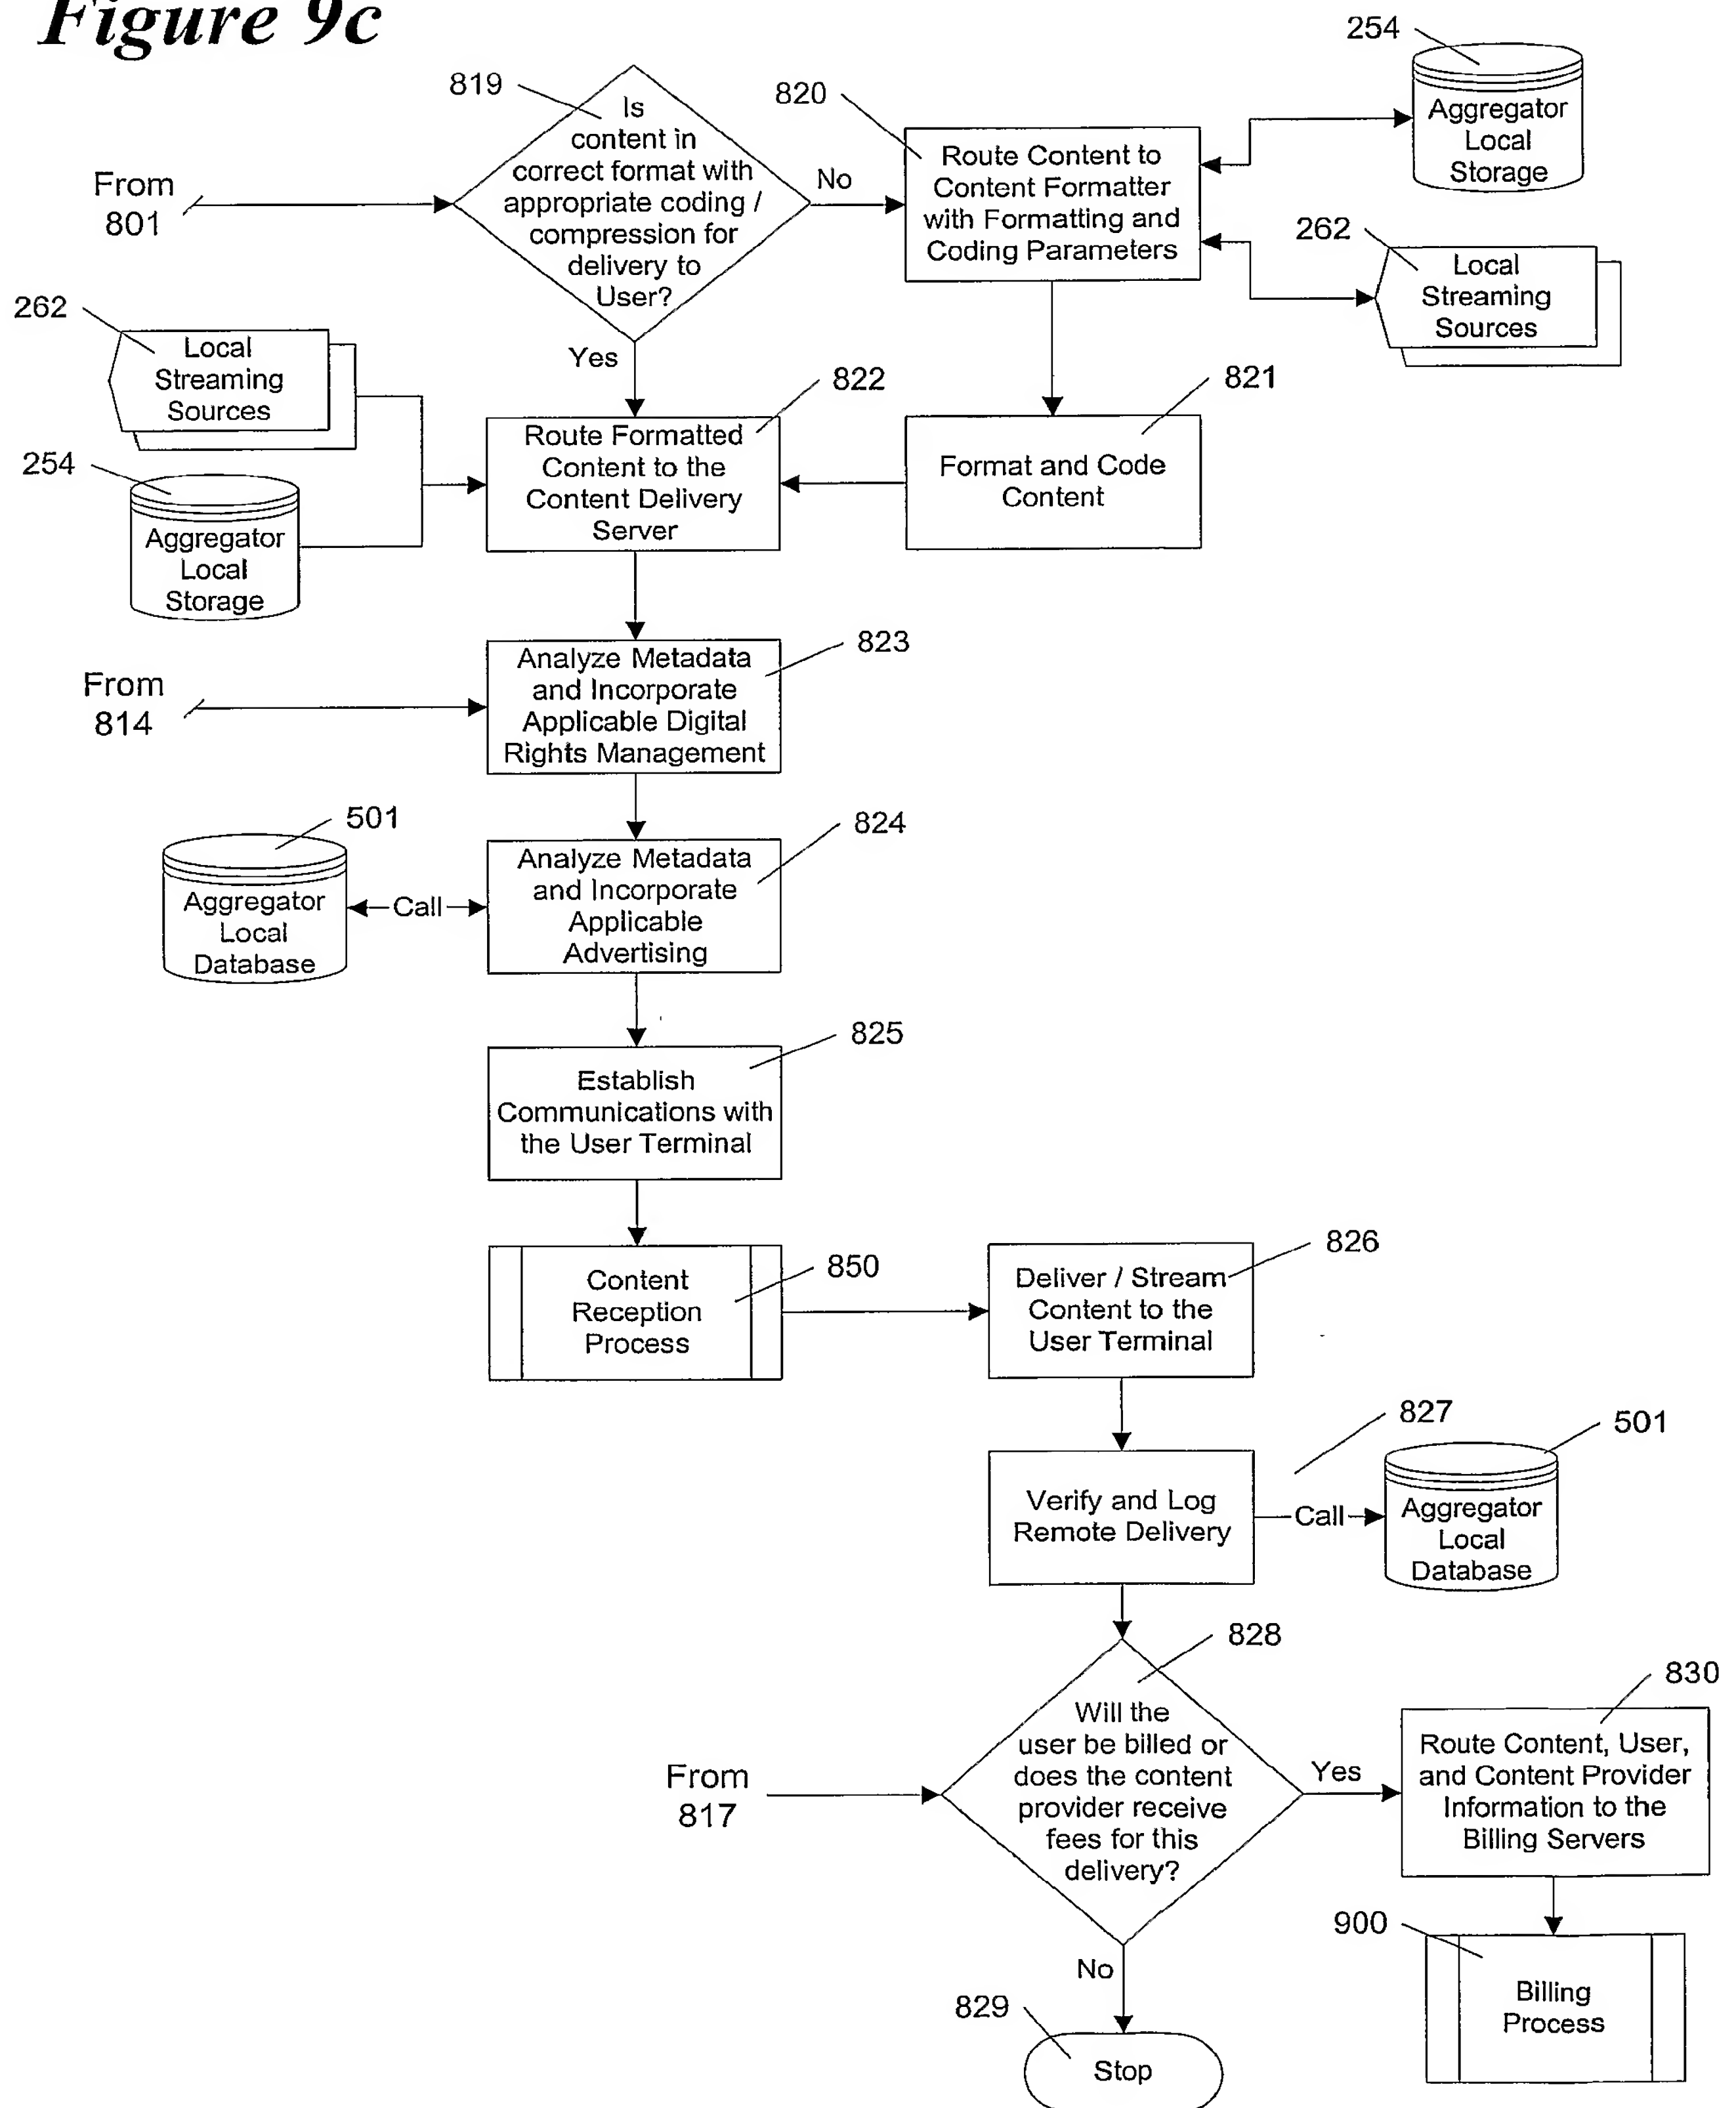 Figure 9c
254
819
820
Is
content in
correct format with
appropriate coding /
compression for
delivery to
User?
From
801
No
Route Content to
Content Formatter
with Formatting and
Coding Parameters
Aggregator
Local
Storage
262
Local
Streaming
Sources
262
Local
Streaming
Sources
Yes
822
821
254
Aggregator
Local
Storage
Route Formatted
Content to the
Content Delivery
Server
Format and Code
Content
823
From
814
Analyze Metadata
and Incorporate
Applicable Digital
Rights Management
501
824
Aggregator
Local
Database
Call
Analyze Metadata
and Incorporate
Applicable
Advertising
825
Establish
Communications with
the User Terminal
850
Content
Reception
Process
826
Deliver / Stream
Content to the
User Terminal
827
501
Verify and Log
Remote Delivery
Call
Aggregator
Local
Database
828
830
From
817
Will the
user be billed or
does the content
provider receive
fees for this
delivery?
Yes
Route Content, User,
and Content Provider
Information to the
Billing Servers
900
No
Billing
Process
829
Stop